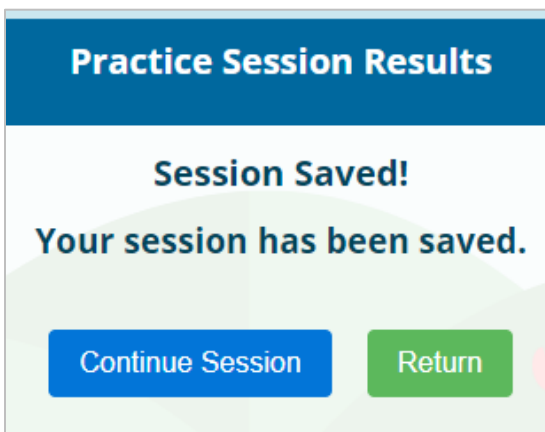 Practice Session Results
Session Saved!
Your session has been saved.
Continue Session
Return